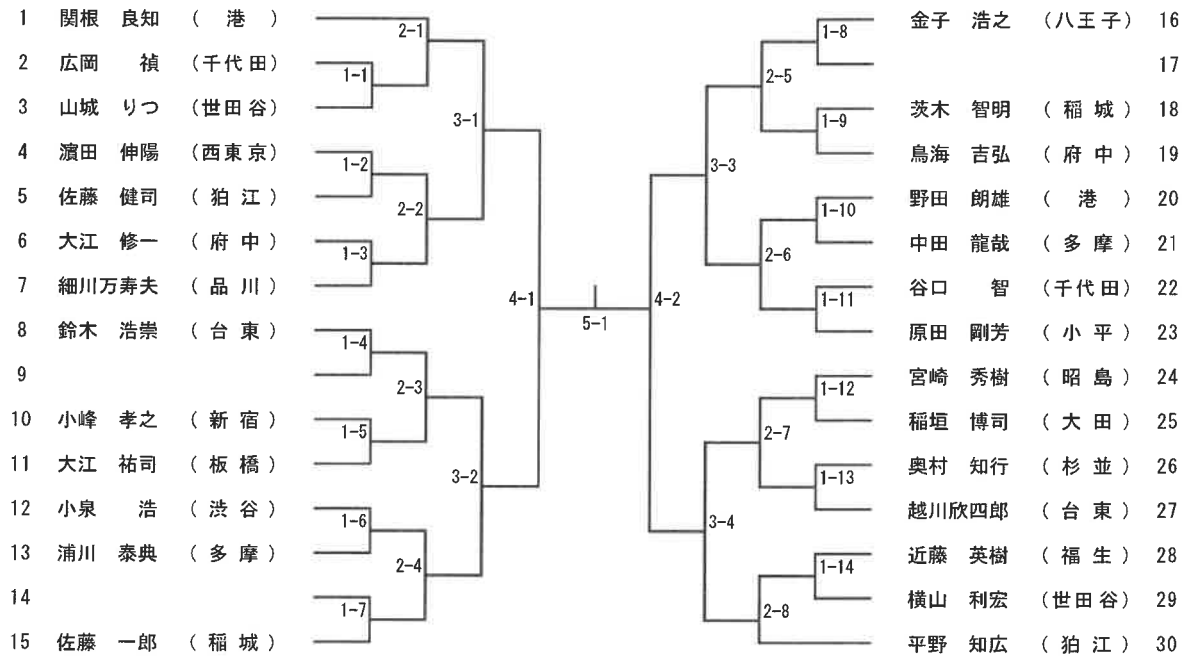 1 関根 良知 ( 港 )
2 広岡 禎 (千代田)
3 山城 りつ (世田谷)
4 濵田 伸陽 (西東京)
5 佐藤 健司 ( 狛 江 )
6 大江 修一 ( 府 中 )
7 細川万寿夫 ( 品 川 )
8 鈴木 浩崇 ( 台 東 )
9
10 小峰 孝之 ( 新 宿 )
11 大江 祐司 ( 板 橋 )
12 小泉 浩 ( 渋 谷 )
13 浦川 泰典 ( 多 摩 )
14
15 佐藤 一郎 ( 稲 城 )
1-1
1-2
1-3
1-4
1-5
1-6
1-7
2-1
2-2
2-3
2-4
3-1
3-2
4-1
5-1
4-2
3-3
3-4
2-5
2-6
2-7
2-8
1-8
1-9
1-10
1-11
1-12
1-13
1-14
金子 浩之 (八王子) 16
17
茨木 智明 ( 稲 城 ) 18
鳥海 吉弘 ( 府 中 ) 19
野田 朗雄 ( 港 ) 20
中田 龍哉 ( 多 摩 ) 21
谷口 智 (千代田) 22
原田 剛芳 ( 小 平 ) 23
宮崎 秀樹 ( 昭 島 ) 24
稲垣 博司 ( 大 田 ) 25
奥村 知行 ( 杉 並 ) 26
越川欣四郎 ( 台 東 ) 27
近藤 英樹 ( 福 生 ) 28
横山 利宏 (世田谷) 29
平野 知広 ( 狛 江 ) 30